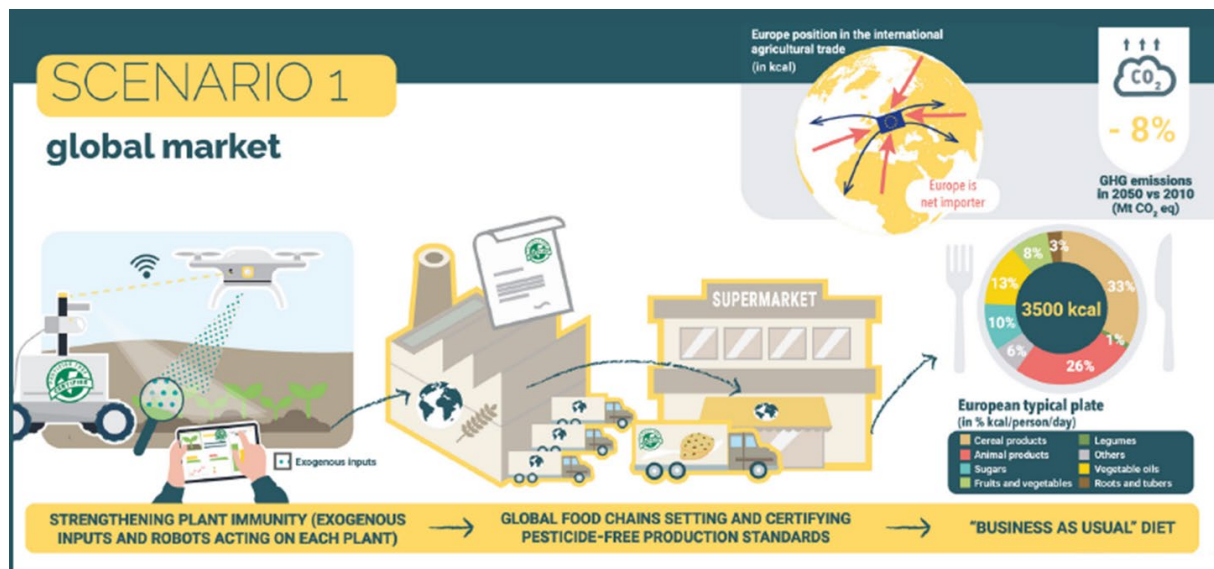 SCENARIO 1
global market
Europe position in the international
agricultural trade
(in kcal)
Europe is
net importer
CO2
- 8%
GHG emissions
in 2050 vs 2010
(Mt CO2 eq)
CERTIFIED
Exogenous inputs
SUPERMARKET
3%
8%
33%
13%
3500 kcal
10%
1%
6%
26%
European typical plate
(in % kcal/person/day)
Cereal products
Legumes
Animal products
Others
Sugars
Vegetable oils
Fruits and vegetables
Roots and tubers
STRENGTHENING PLANT IMMUNITY (EXOGENOUS
INPUTS AND ROBOTS ACTING ON EACH PLANT)
GLOBAL FOOD CHAINS SETTING AND CERTIFYING
PESTICIDE-FREE PRODUCTION STANDARDS
"BUSINESS AS USUAL" DIET